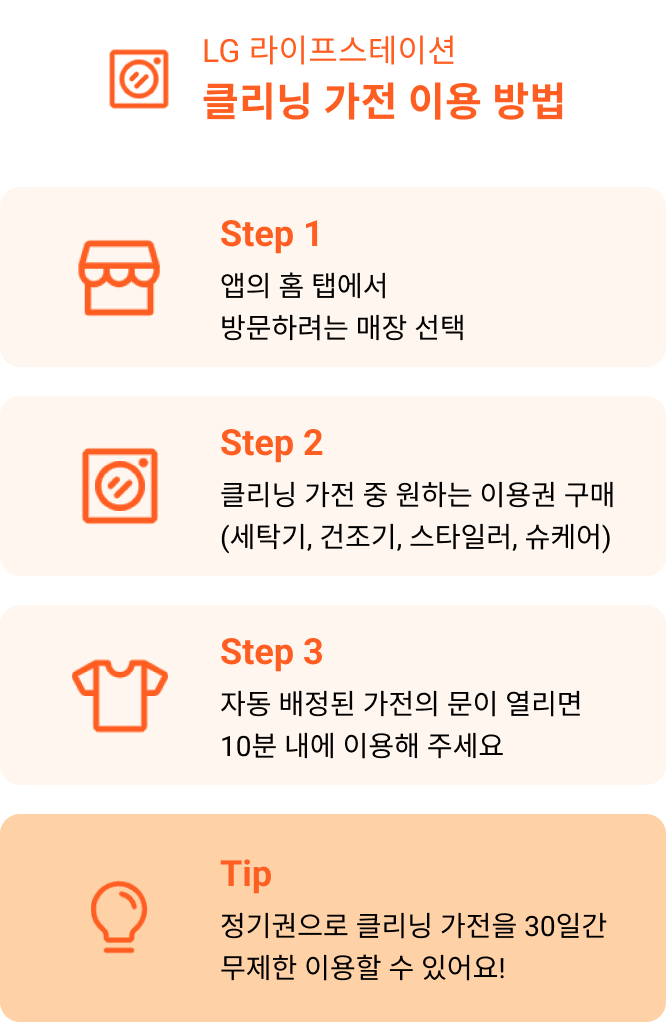 LG 라이프스테이션
클리닝 가전 이용 방법
Step 1
앱의 홈 탭에서
방문하려는 매장 선택
Step 2
클리닝 가전 중 원하는 이용권 구매
(세탁기, 건조기, 스타일러, 슈케어)
Step 3
자동 배정된 가전의 문이 열리면
10분 내에 이용해 주세요
Tip
정기권으로 클리닝 가전을 30일간
무제한 이용할 수 있어요!